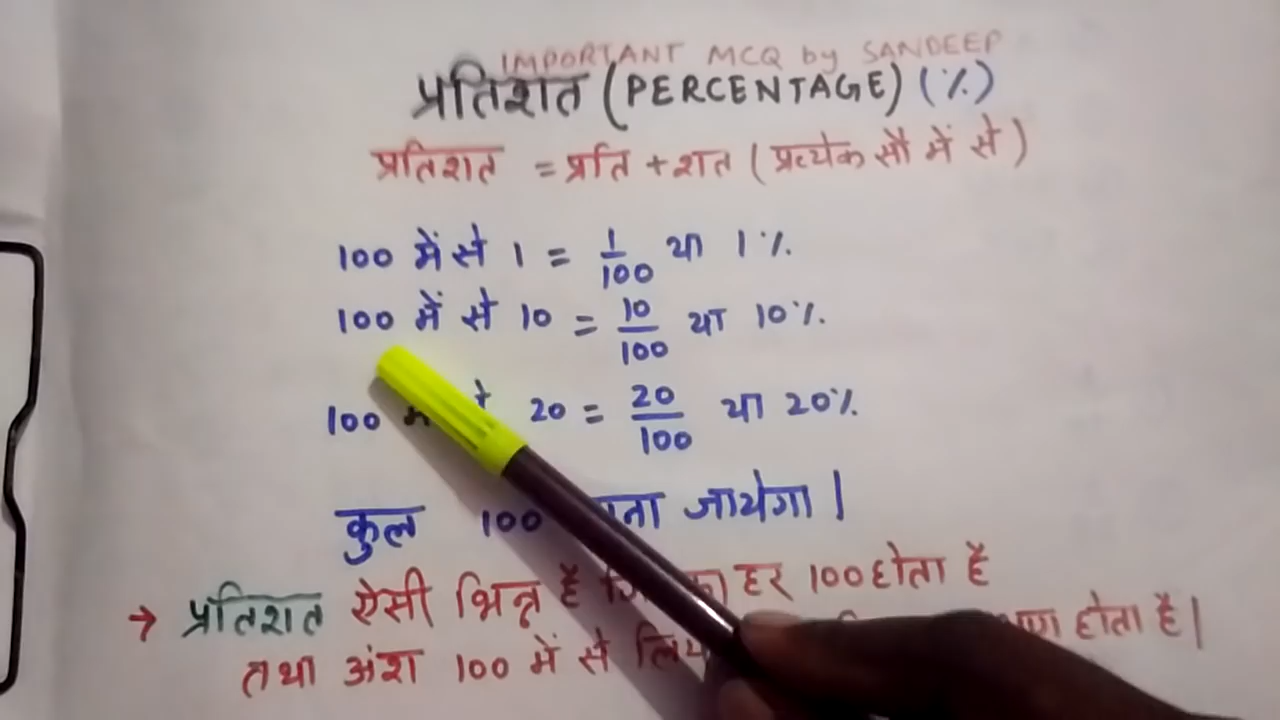 IMPORTANT MCQ by SANDEEP
प्रतिशत (PERCENTAGE) (%)
प्रतिशत = प्रति + शत ( प्रत्येक सौ में से )
100 में से 1 = 1/100 या 1%
100 में से 10 = 10/100 या 10%.
100 20 = 20/100 या 20%
कुल 100 जायेगा |
→ प्रतिशत ऐसी भिन्न है हर 100 होता है
तथा अंश 100 में से होता है |